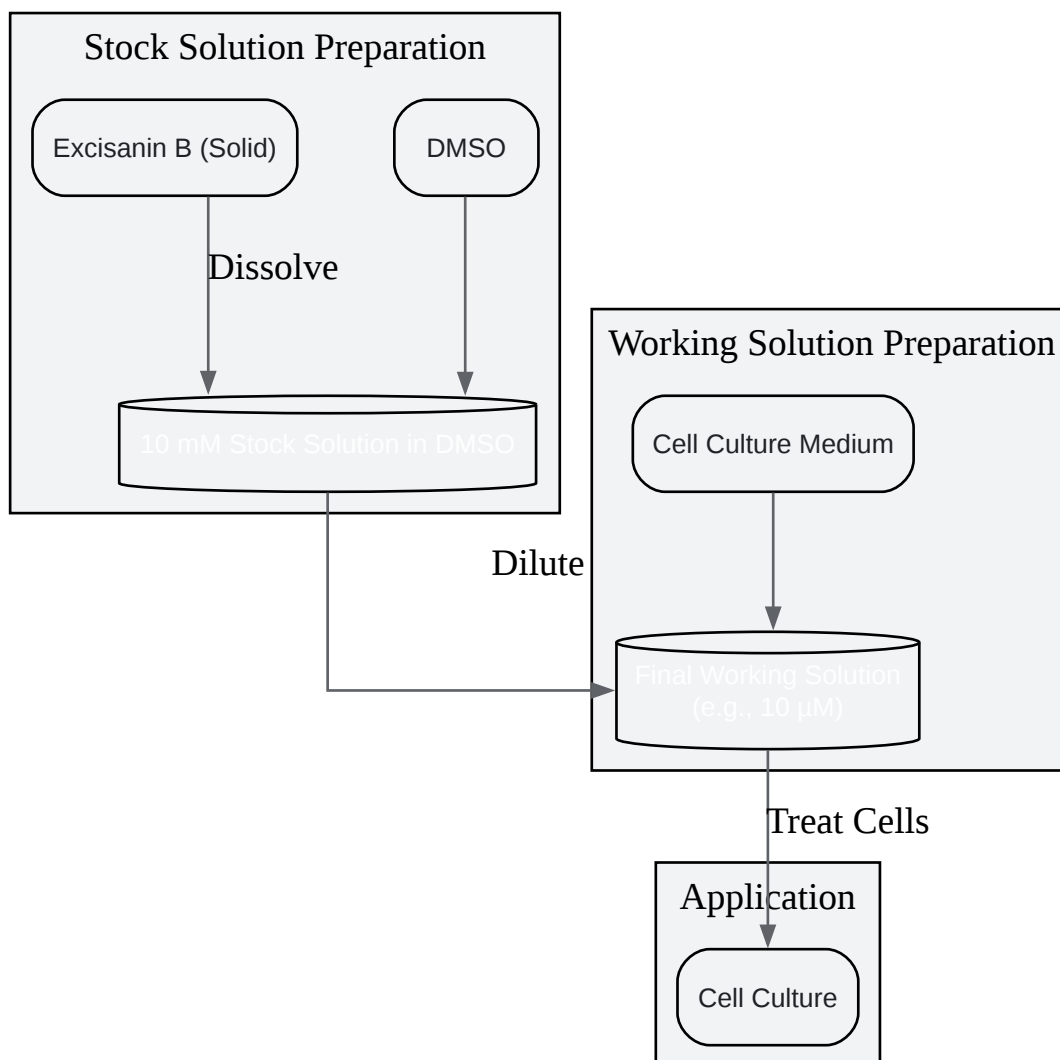 Stock Solution Preparation
Excisanin B (Solid)
DMSO
Dissolve
10 mM Stock Solution in DMSO
Working Solution Preparation
Cell Culture Medium
Dilute
Final Working Solution
(e.g., 10 µM)
Treat Cells
Application
Cell Culture